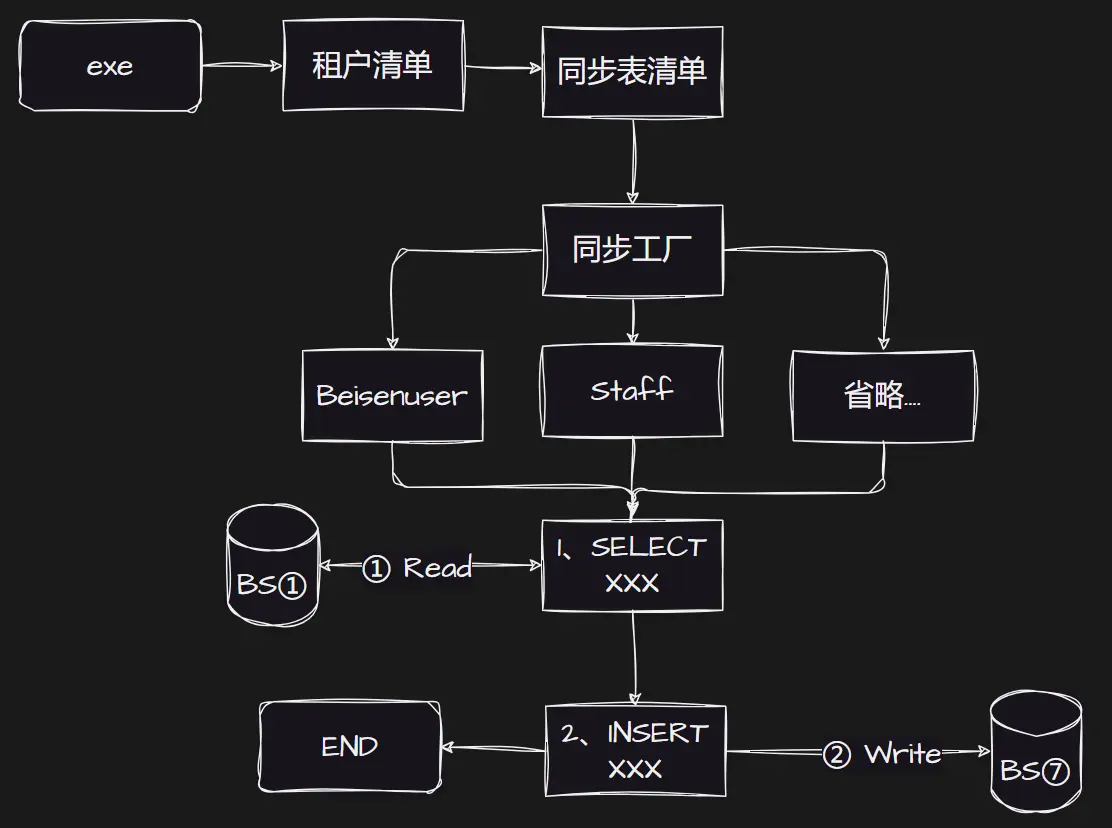 exe
租户清单
同步表清单
同步工厂
Beisenuser
Staff
省略....
1、SELECT
XXX
BS①
① Read
2、INSERT
XXX
END
② Write
BS⑦